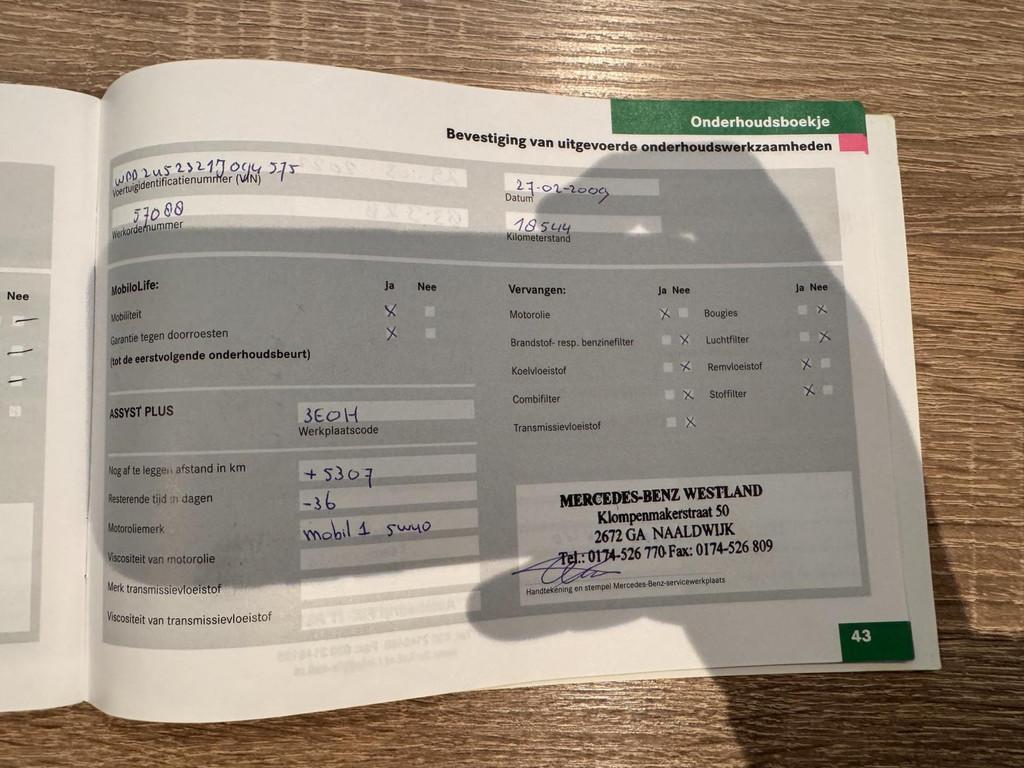 Onderhoudsboekje
Bevestiging van uitgevoerde onderhoudswerkzaamheden
WDD2452321J044575
Voertuigidentificatienummer (VIN)
27-02-2009
Datum
57088
Werkordernummer
18544
Kilometerstand
Nee
MobiloLife: Ja Nee
Mobiliteit X
Garantie tegen doorroesten X
(tot de eerstvolgende onderhoudsbeurt)
Vervangen: Ja Nee Ja Nee
Motorolie X Bougies X
Brandstof- resp. benzinefilter X Luchtfilter X
Koelvloeistof X Remvloeistof X
Combifilter X Stoffilter X
Transmissievloeistof X
ASSYST PLUS 3EOH
Werkplaatscode
Nog af te leggen afstand in km +5307
Resterende tijd in dagen -36
Motoroliemerk mobil 1 5w40
Viscositeit van motorolie
Merk transmissievloeistof
Viscositeit van transmissievloeistof
MERCEDES-BENZ WESTLAND
Klompenmakerstraat 50
2672 GA NAALDWIJK
Tel.: 0174-526 770 Fax: 0174-526 809
Handtekening en stempel Mercedes-Benz-servicewerkplaats
43